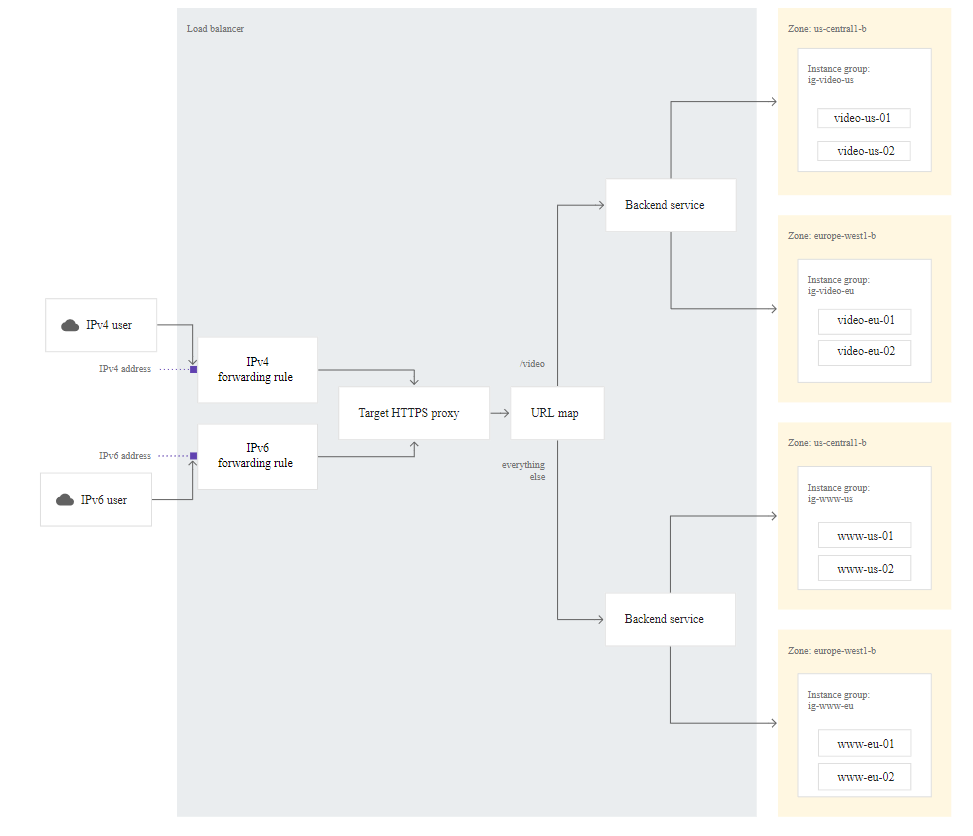 Load balancer
IPv4 user
IPv4 address
IPv6 address
IPv6 user
IPv4
forwarding rule
IPv6
forwarding rule
Target HTTPS proxy
URL map
/video
everything
else
Backend service
Backend service
Zone: us-central1-b
Instance group:
ig-video-us
video-us-01
video-us-02
Zone: europe-west1-b
Instance group:
ig-video-eu
video-eu-01
video-eu-02
Zone: us-central1-b
Instance group:
ig-www-us
www-us-01
www-us-02
Zone: europe-west1-b
Instance group:
ig-www-eu
www-eu-01
www-eu-02